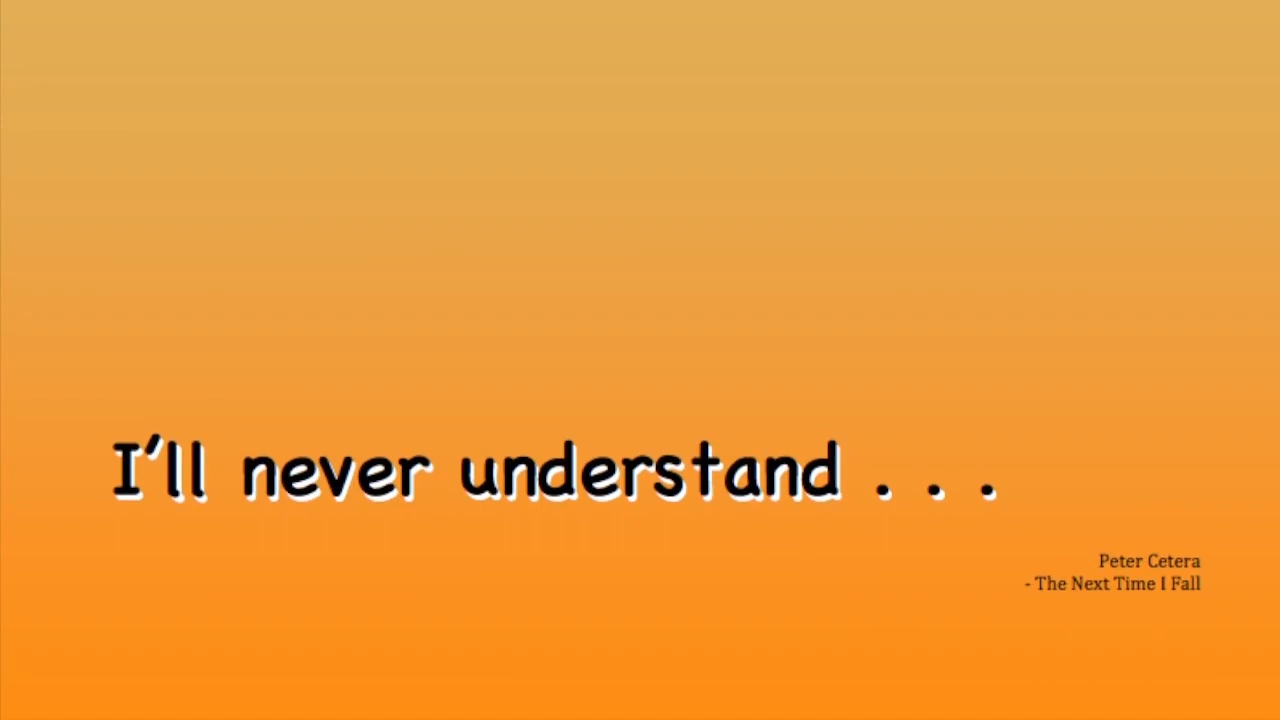 I'll never understand . . .
Peter Cetera
- The Next Time I Fall